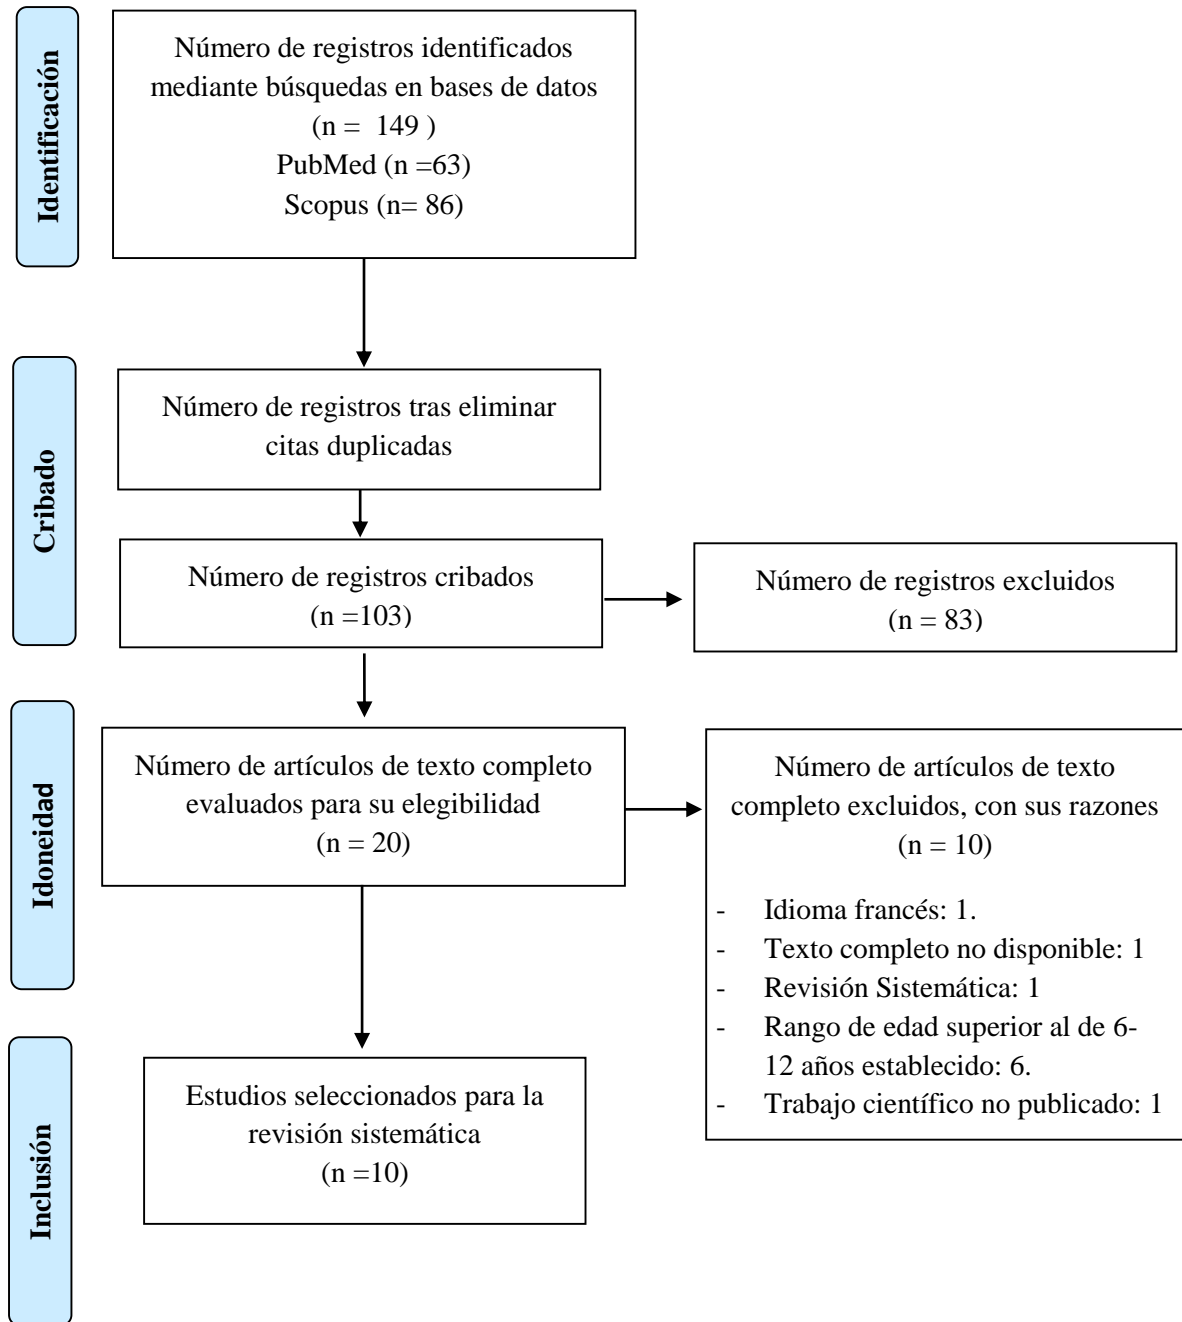 Identificación
Número de registros identificados
mediante búsquedas en bases de datos
(n = 149 )
PubMed (n =63)
Scopus (n= 86)
Cribado
Número de registros tras eliminar
citas duplicadas
Número de registros cribados
(n =103)
Número de registros excluidos
(n = 83)
Idoneidad
Número de artículos de texto completo
evaluados para su elegibilidad
(n = 20)
Número de artículos de texto
completo excluidos, con sus razones
(n = 10)
- Idioma francés: 1.
- Texto completo no disponible: 1
- Revisión Sistemática: 1
- Rango de edad superior al de 6-
12 años establecido: 6.
- Trabajo científico no publicado: 1
Inclusión
Estudios seleccionados para la
revisión sistemática
(n =10)